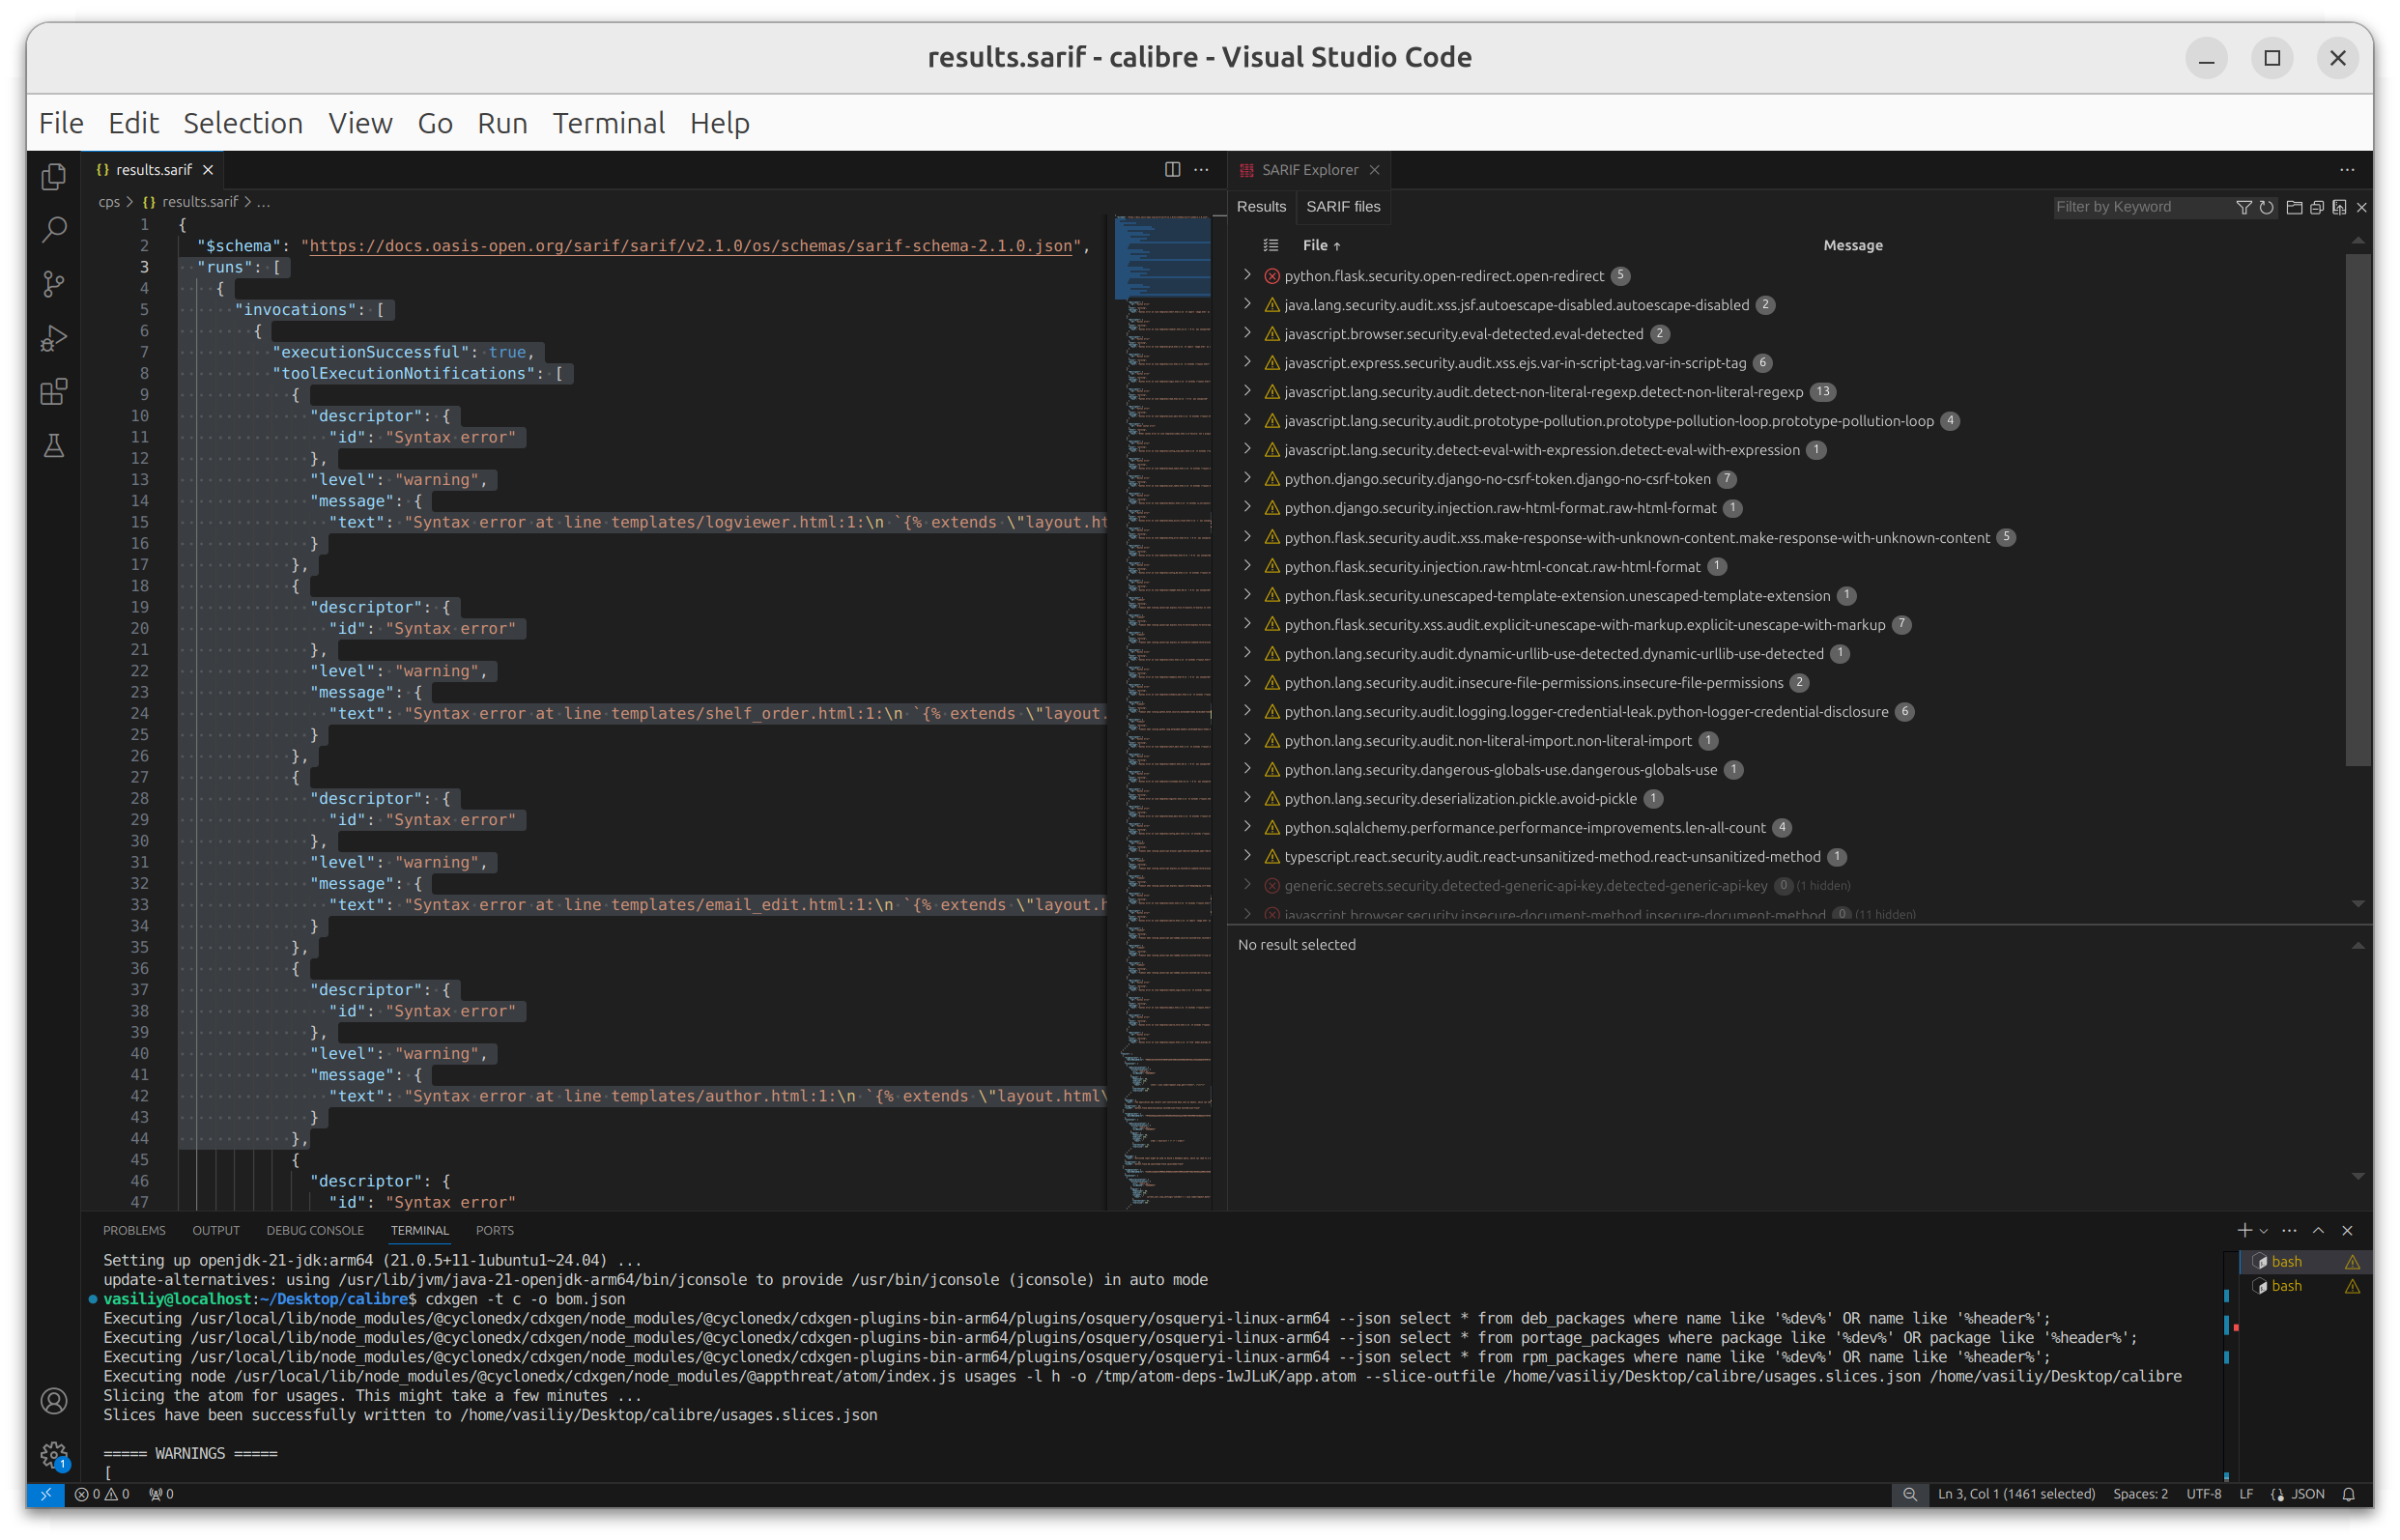 results.sarif - calibre - Visual Studio Code
File Edit Selection View Go Run Terminal Help
{} results.sarif
cps > {} results.sarif > ...
1 {
2 "$schema": "https://docs.oasis-open.org/sarif/sarif/v2.1.0/os/schemas/sarif-schema-2.1.0.json",
3 "runs": [
4 {
5 "invocations": [
6 {
7 "executionSuccessful": true,
8 "toolExecutionNotifications": [
9 {
10 "descriptor": {
11 "id": "Syntax error"
12 },
13 "level": "warning",
14 "message": {
15 "text": "Syntax error at line templates/logviewer.html:1:\n `{% extends \"layout.ht
16 }
17 },
18 {
19 "descriptor": {
20 "id": "Syntax error"
21 },
22 "level": "warning",
23 "message": {
24 "text": "Syntax error at line templates/shelf_order.html:1:\n `{% extends \"layout.
25 }
26 },
27 {
28 "descriptor": {
29 "id": "Syntax error"
30 },
31 "level": "warning",
32 "message": {
33 "text": "Syntax error at line templates/email_edit.html:1:\n `{% extends \"layout.h
34 }
35 },
36 {
37 "descriptor": {
38 "id": "Syntax error"
39 },
40 "level": "warning",
41 "message": {
42 "text": "Syntax error at line templates/author.html:1:\n `{% extends \"layout.html\
43 }
44 },
45 {
46 "descriptor": {
47 "id": "Syntax error"
SARIF Explorer
Results SARIF files Filter by Keyword
File ↑ Message
python.flask.security.open-redirect.open-redirect 5
java.lang.security.audit.xss.jsf.autoescape-disabled.autoescape-disabled 2
javascript.browser.security.eval-detected.eval-detected 2
javascript.express.security.audit.xss.ejs.var-in-script-tag.var-in-script-tag 6
javascript.lang.security.audit.detect-non-literal-regexp.detect-non-literal-regexp 13
javascript.lang.security.audit.prototype-pollution.prototype-pollution-loop.prototype-pollution-loop 4
javascript.lang.security.detect-eval-with-expression.detect-eval-with-expression 1
python.django.security.django-no-csrf-token.django-no-csrf-token 7
python.django.security.injection.raw-html-format.raw-html-format 1
python.flask.security.audit.xss.make-response-with-unknown-content.make-response-with-unknown-content 5
python.flask.security.injection.raw-html-concat.raw-html-format 1
python.flask.security.unescaped-template-extension.unescaped-template-extension 1
python.flask.security.xss.audit.explicit-unescape-with-markup.explicit-unescape-with-markup 7
python.lang.security.audit.dynamic-urllib-use-detected.dynamic-urllib-use-detected 1
python.lang.security.audit.insecure-file-permissions.insecure-file-permissions 2
python.lang.security.audit.logging.logger-credential-leak.python-logger-credential-disclosure 6
python.lang.security.audit.non-literal-import.non-literal-import 1
python.lang.security.dangerous-globals-use.dangerous-globals-use 1
python.lang.security.deserialization.pickle.avoid-pickle 1
python.sqlalchemy.performance.performance-improvements.len-all-count 4
typescript.react.security.audit.react-unsanitized-method.react-unsanitized-method 1
generic.secrets.security.detected-generic-api-key.detected-generic-api-key 0 (1 hidden)
javascript.browser.security.insecure-document-method.insecure-document-method 0 (11 hidden)
No result selected
PROBLEMS OUTPUT DEBUG CONSOLE TERMINAL PORTS
Setting up openjdk-21-jdk:arm64 (21.0.5+11-1ubuntu1~24.04) ...
update-alternatives: using /usr/lib/jvm/java-21-openjdk-arm64/bin/jconsole to provide /usr/bin/jconsole (jconsole) in auto mode
vasiliy@localhost:~/Desktop/calibre$ cdxgen -t c -o bom.json
Executing /usr/local/lib/node_modules/@cyclonedx/cdxgen/node_modules/@cyclonedx/cdxgen-plugins-bin-arm64/plugins/osquery/osqueryi-linux-arm64 --json select * from deb_packages where name like '%dev%' OR name like '%header%';
Executing /usr/local/lib/node_modules/@cyclonedx/cdxgen/node_modules/@cyclonedx/cdxgen-plugins-bin-arm64/plugins/osquery/osqueryi-linux-arm64 --json select * from portage_packages where package like '%dev%' OR package like '%header%';
Executing /usr/local/lib/node_modules/@cyclonedx/cdxgen/node_modules/@cyclonedx/cdxgen-plugins-bin-arm64/plugins/osquery/osqueryi-linux-arm64 --json select * from rpm_packages where name like '%dev%' OR name like '%header%';
Executing node /usr/local/lib/node_modules/@cyclonedx/cdxgen/node_modules/@appthreat/atom/index.js usages -l h -o /tmp/atom-deps-1wJLuK/app.atom --slice-outfile /home/vasiliy/Desktop/calibre/usages.slices.json /home/vasiliy/Desktop/calibre
Slicing the atom for usages. This might take a few minutes ...
Slices have been successfully written to /home/vasiliy/Desktop/calibre/usages.slices.json
===== WARNINGS =====
[
bash
bash
1
0 0 0
Ln 3, Col 1 (1461 selected) Spaces: 2 UTF-8 LF {} JSON